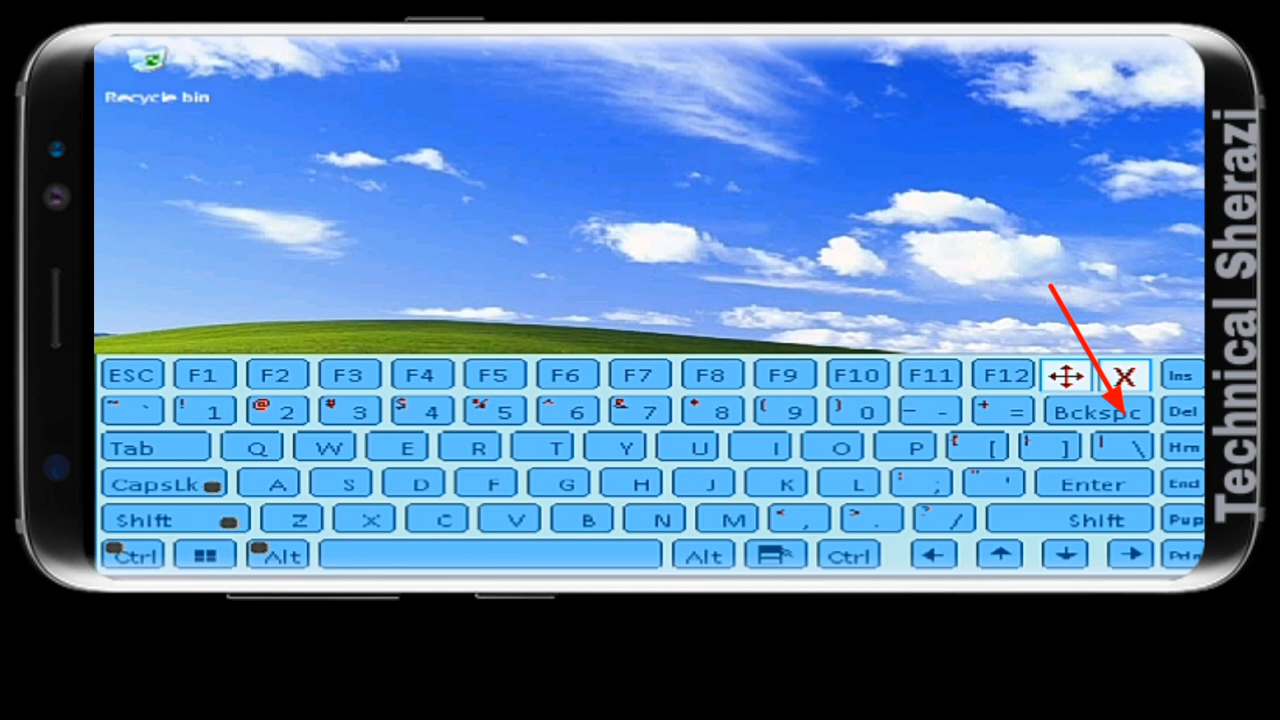 Recycle bin
ESC F1 F2 F3 F4 F5 F6 F7 F8 F9 F10 F11 F12 X Ins
~ ` ! 1 @ 2 # 3 $ 4 % 5 ^ 6 & 7 * 8 ( 9 ) 0 _ - + = Bckspc Del
Tab Q W E R T Y U I O P { [ } ] | \ Hm
CapsLk A S D F G H J K L : ; " ' Enter End
Shift Z X C V B N M < , > . ? / Shift Pup
Ctrl Alt Alt Ctrl
Technical Sherazi